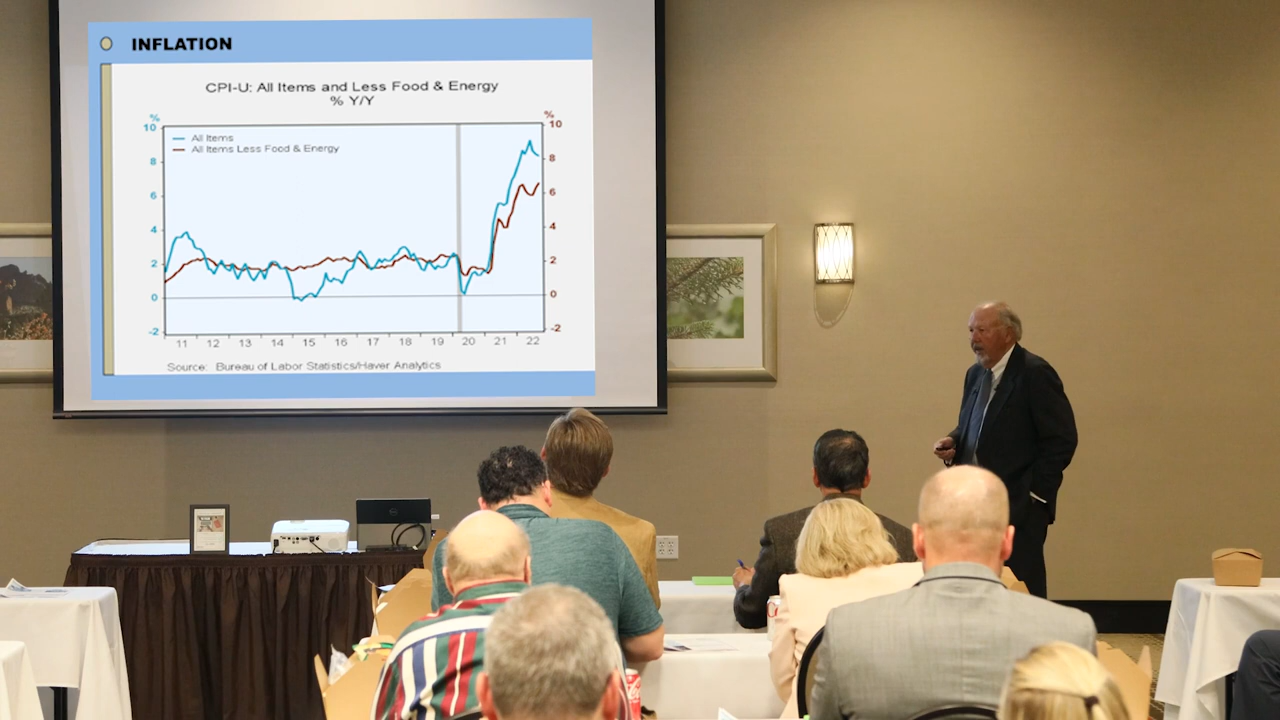 INFLATION
CPI-U: All Items and Less Food & Energy
% Y/Y
% %
10 10
All Items
All Items Less Food & Energy
8 8
6 6
4 4
2 2
0 0
-2 -2
11 12 13 14 15 16 17 18 19 20 21 22
Source: Bureau of Labor Statistics/Haver Analytics